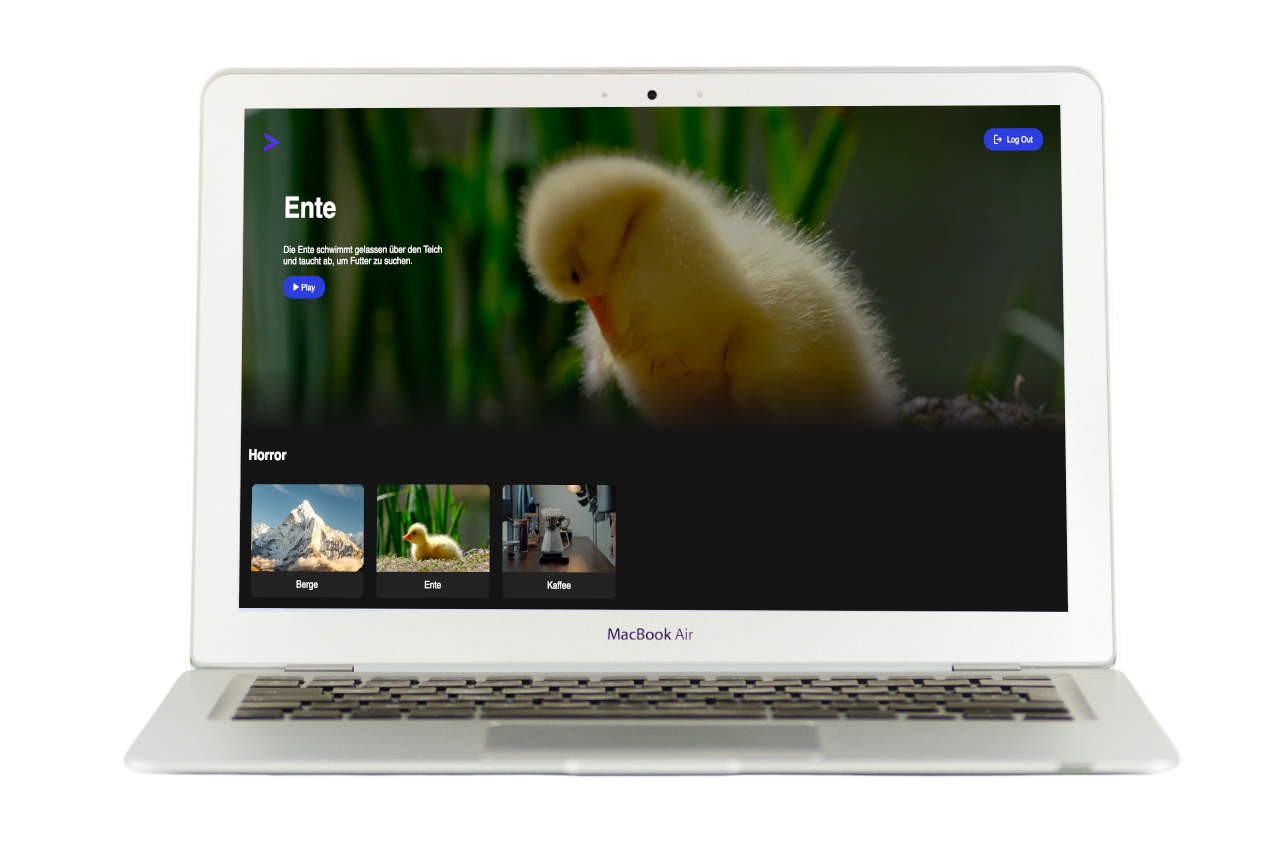 Log Out
Ente
Die Ente schwimmt gelassen über den Teich
und taucht ab, um Futter zu suchen.
Play
Horror
Berge
Ente
Kaffee
MacBook Air